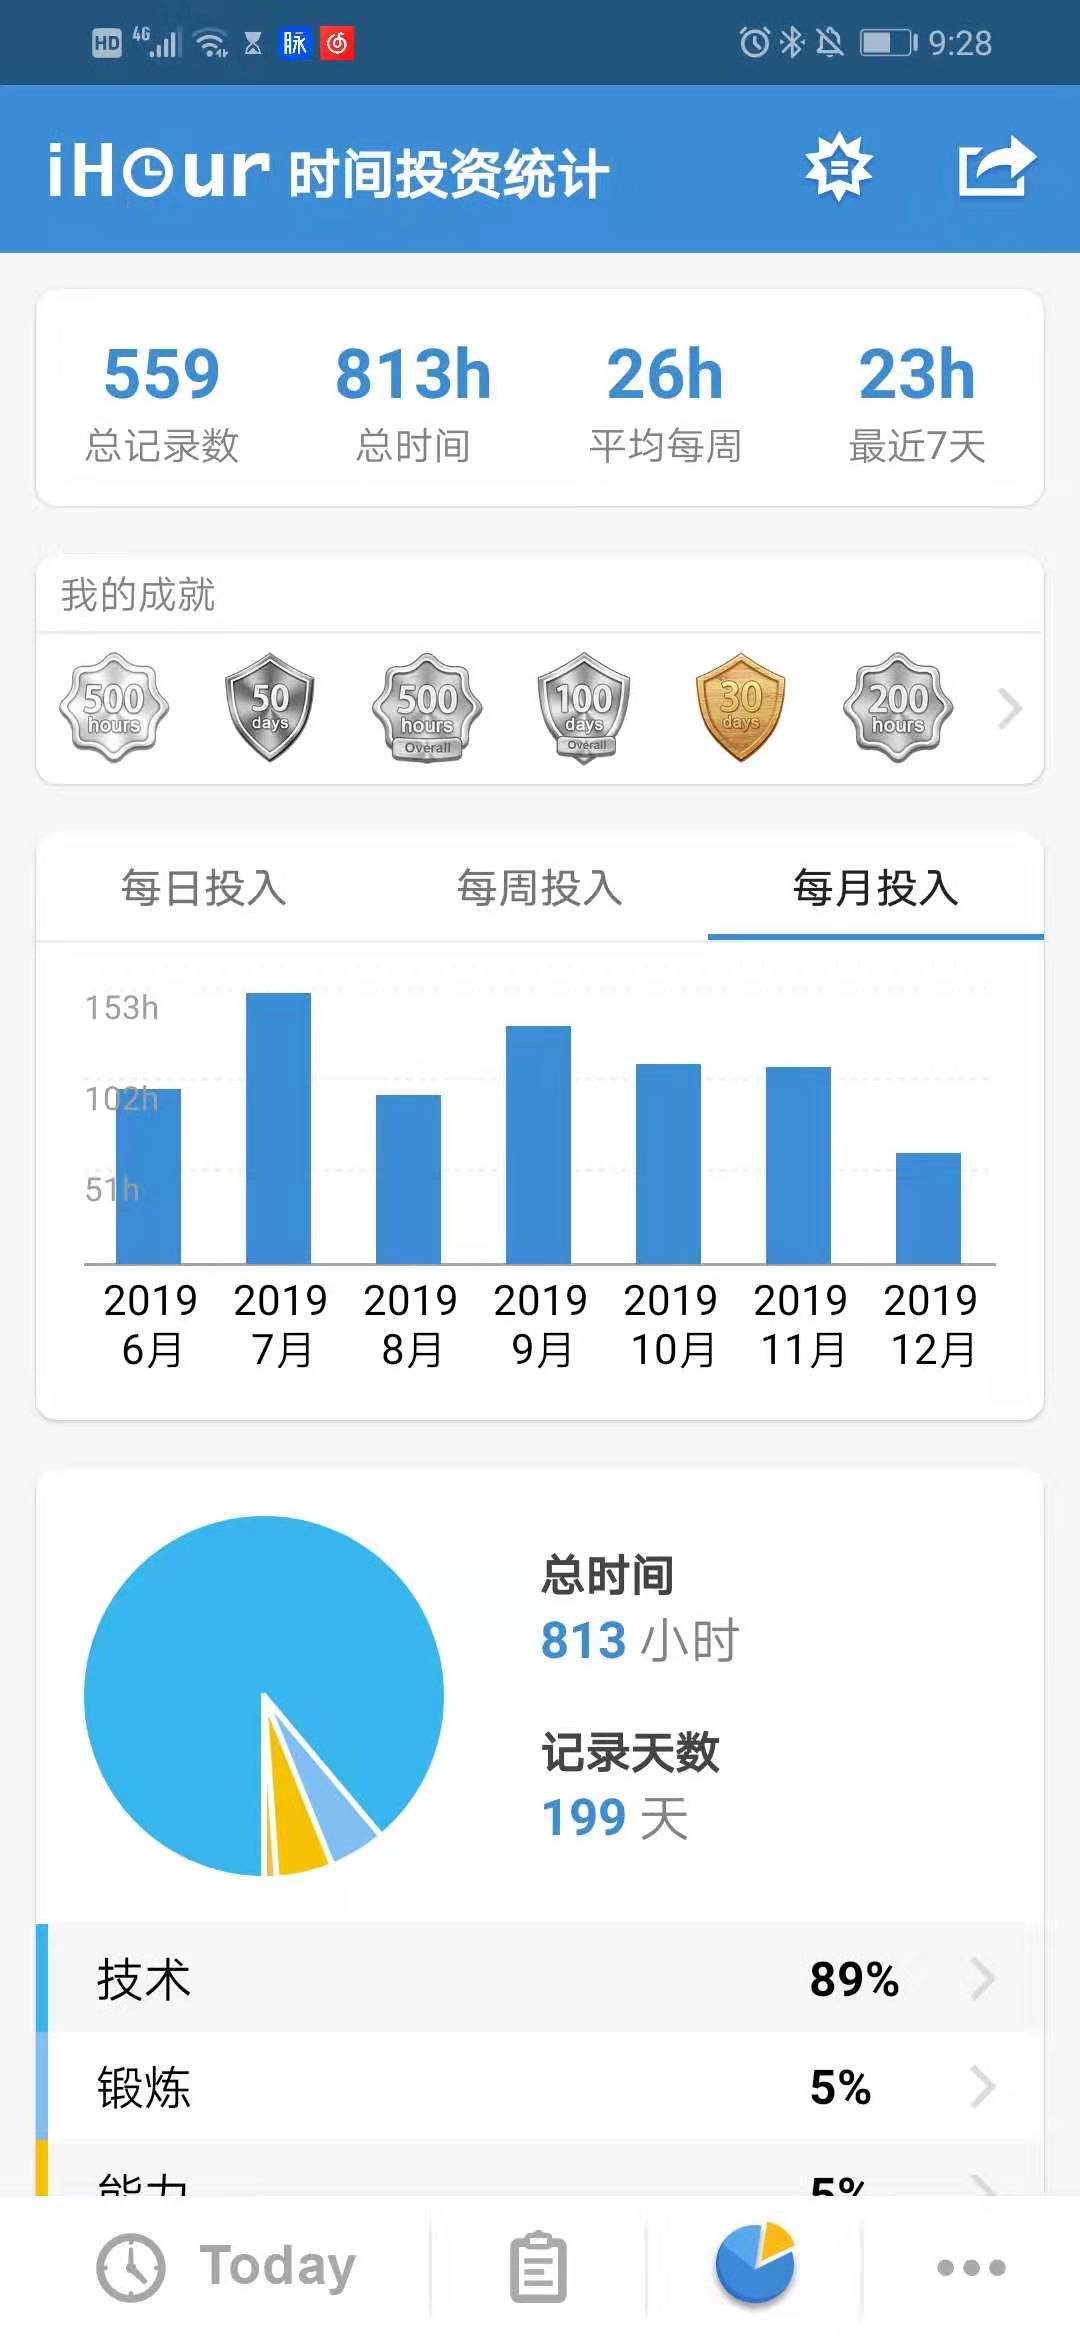 HD 4G 脉 9:28
iHour 时间投资统计
559 813h 26h 23h
总记录数 总时间 平均每周 最近7天
我的成就
500 50 500 100 30 200
hours days hours days days hours
Overall Overall
每日投入 每周投入 每月投入
153h
102h
51h
2019 2019 2019 2019 2019 2019 2019
6月 7月 8月 9月 10月 11月 12月
总时间
813 小时
记录天数
199 天
技术 89%
锻炼 5%
能力 5%
Today